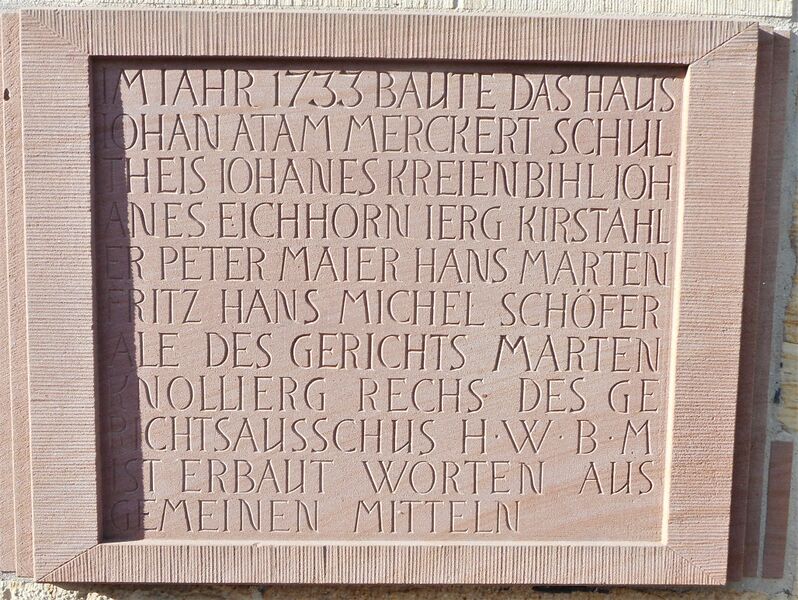 IM IAHR 1733 BAUTE DAS HAUS
IOHAN ATAM MERCKERT SCHUL
THEIS IOHANES KREIENBIHL IOH
ANES EICHHORN IERG KIRSTAHL
ER PETER MAIER HANS MARTEN
FRITZ HANS MICHEL SCHÖFER
ALE DES GERICHTS MARTEN
KNOLL IERG RECHS DES GE
RICHTSAUSSCHUS H·W·B·M
IST ERBAUT WORTEN AUS
GEMEINEN MITTELN